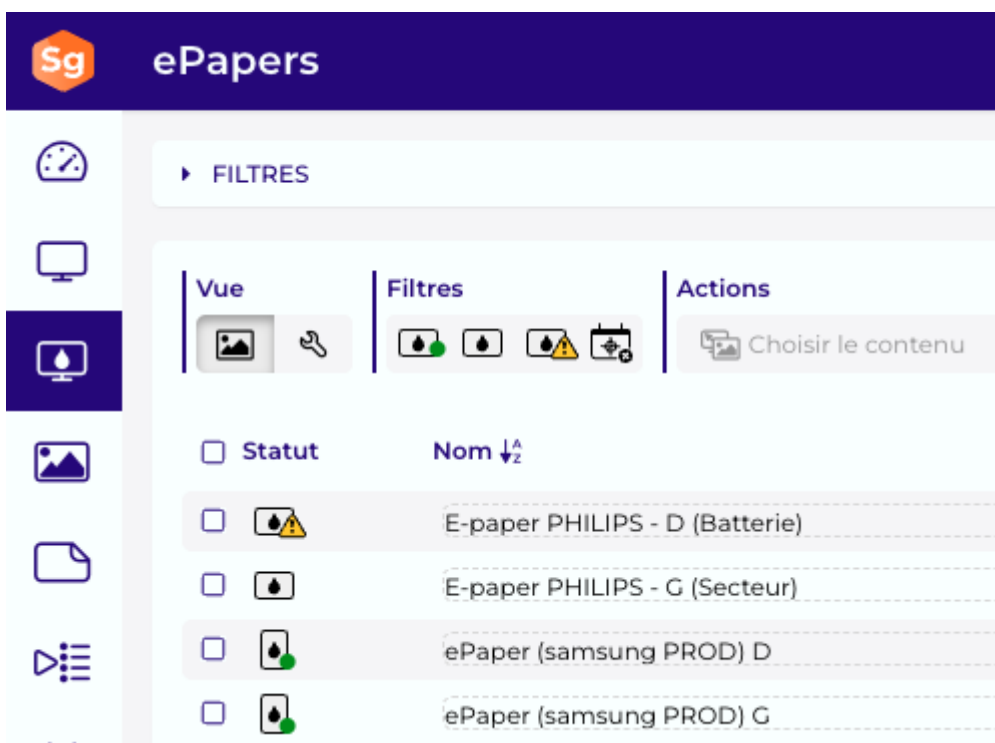 Sg ePapers
FILTRES
Vue Filtres Actions
Choisir le contenu
Statut Nom AZ
E-paper PHILIPS - D (Batterie)
E-paper PHILIPS - G (Secteur)
ePaper (samsung PROD) D
ePaper (samsung PROD) G